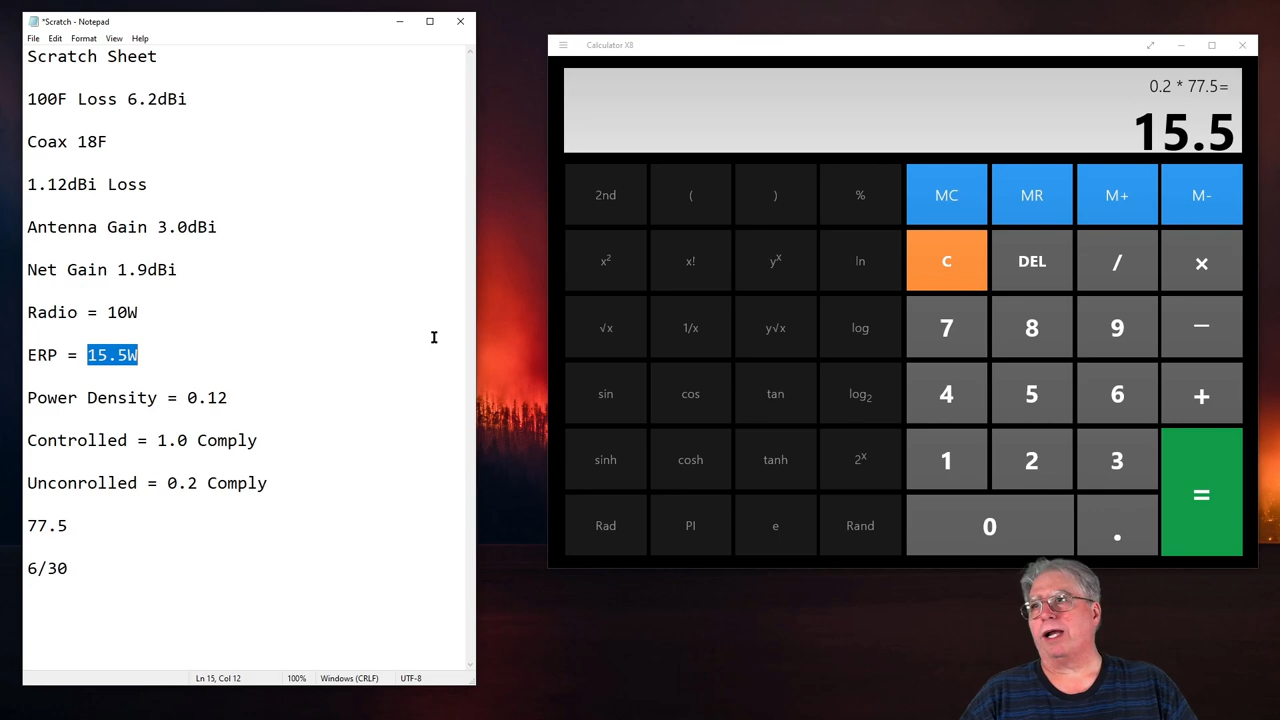 *Scratch - Notepad
File Edit Format View Help
Scratch Sheet
100F Loss 6.2dBi
Coax 18F
1.12dBi Loss
Antenna Gain 3.0dBi
Net Gain 1.9dBi
Radio = 10W
ERP = 15.5W
Power Density = 0.12
Controlled = 1.0 Comply
Unconrolled = 0.2 Comply
77.5
6/30
Ln 15, Col 12 100% Windows (CRLF) UTF-8
Calculator X8
0.2 * 77.5=
15.5
2nd ( ) % MC MR M+ M-
x² x! yˣ ln C DEL / ×
√x 1/x y√x log 7 8 9 −
sin cos tan log₂ 4 5 6 +
sinh cosh tanh 2ˣ 1 2 3 =
Rad PI e Rand 0 .